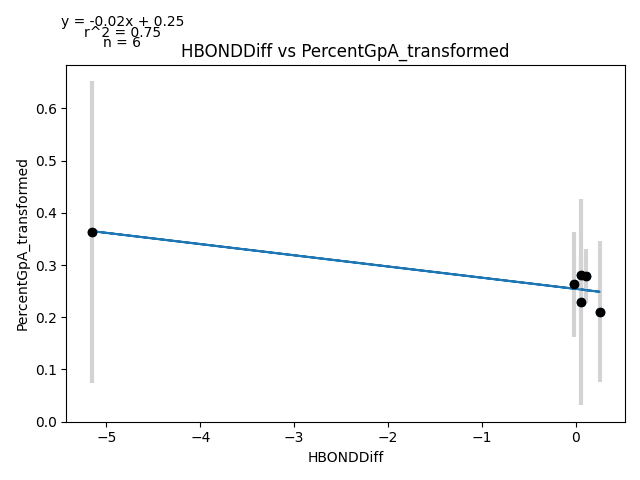 y = -0.02x + 0.25
r^2 = 0.75
n = 6
HBONDDiff vs PercentGpA_transformed
PercentGpA_transformed
0.6
0.5
0.4
0.3
0.2
0.1
0.0
−5 −4 −3 −2 −1 0
HBONDDiff